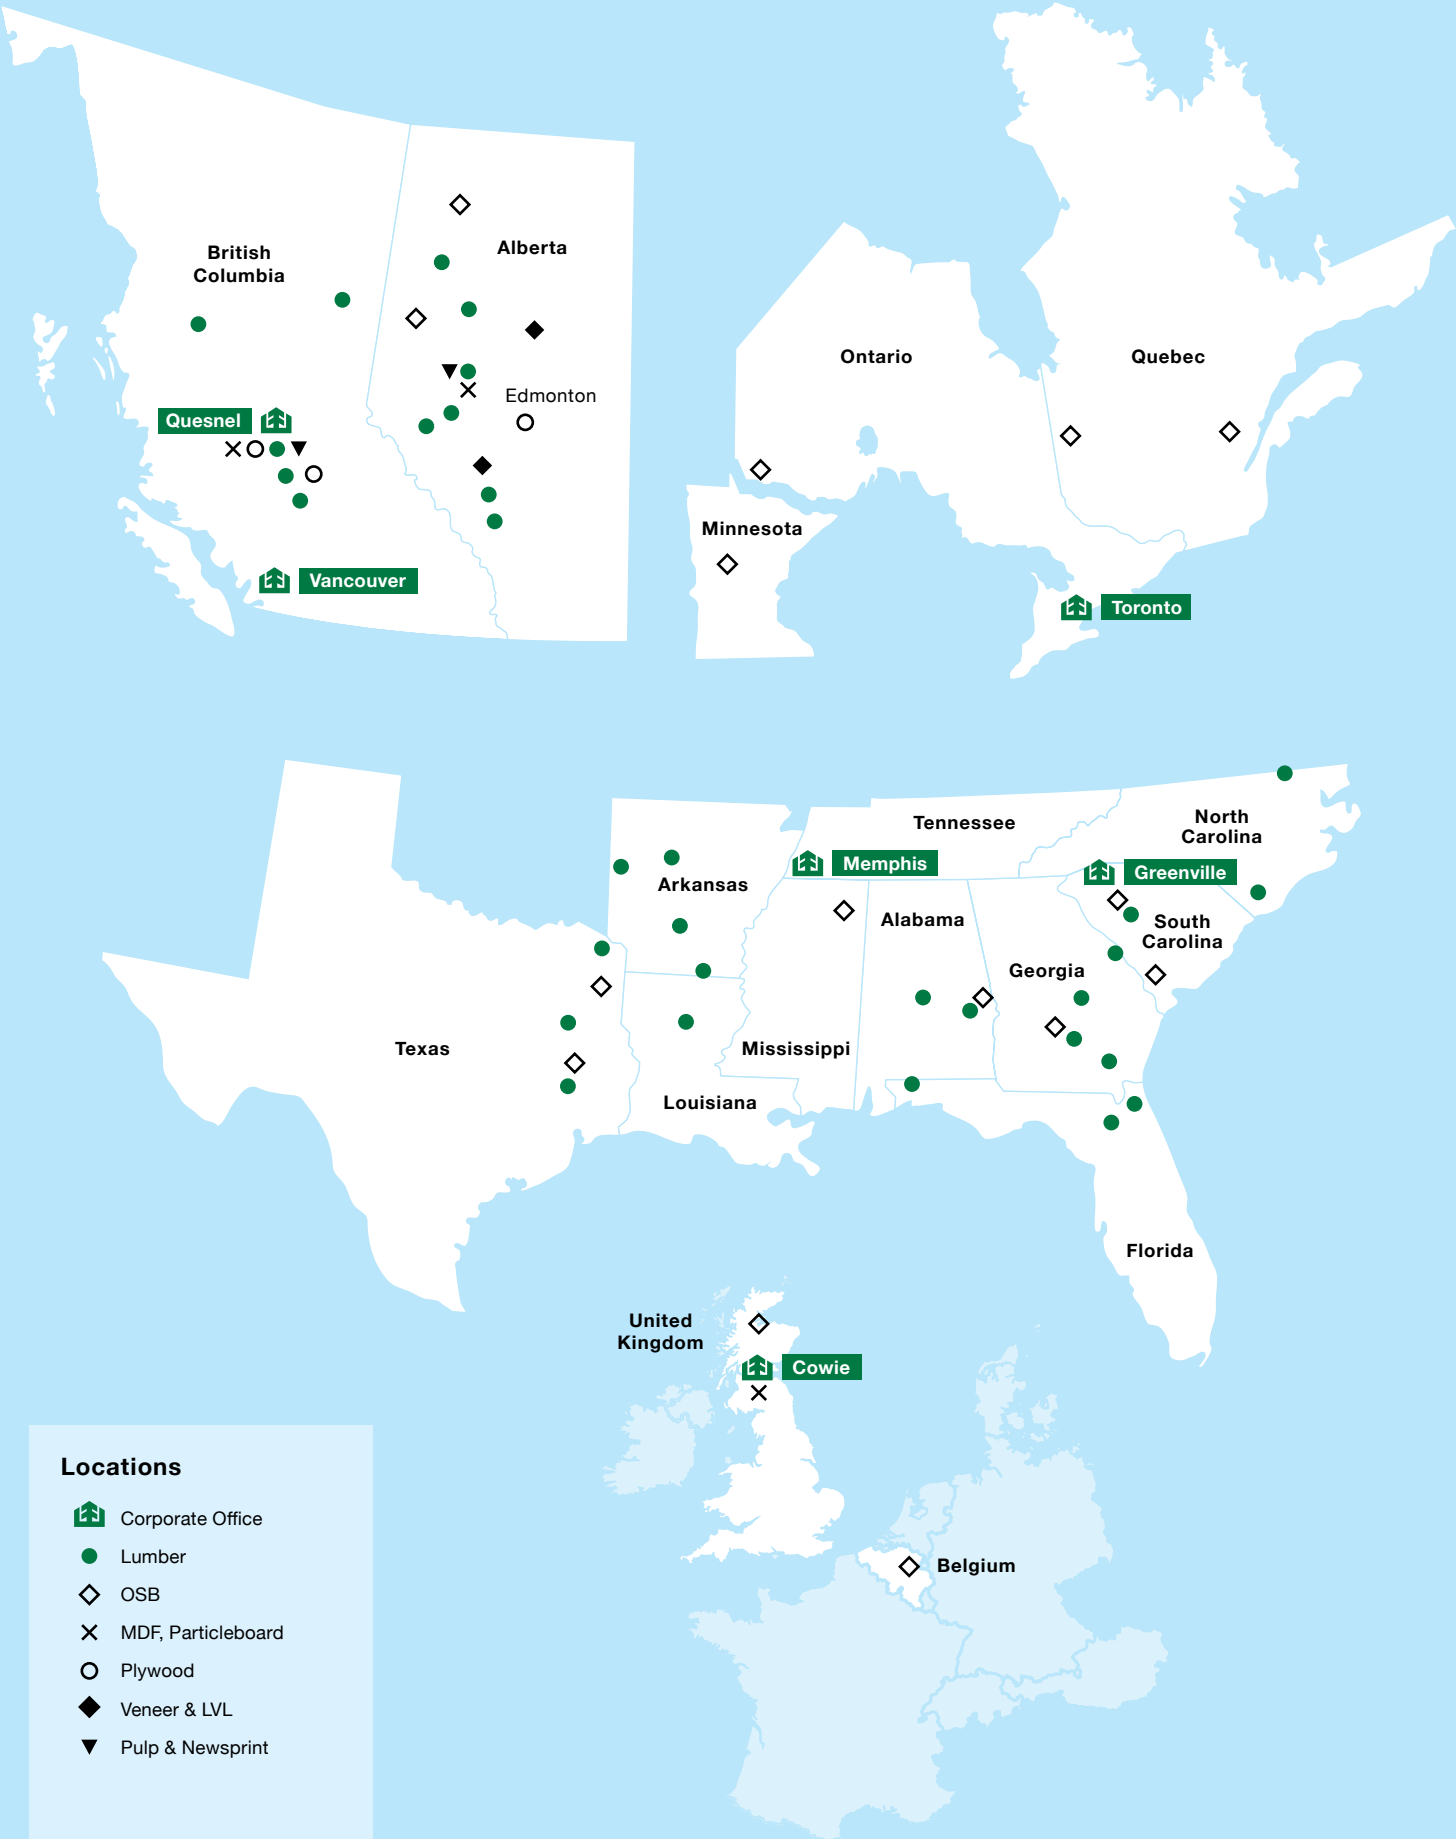 British
Columbia
Alberta
Edmonton
Quesnel
Vancouver
Ontario
Quebec
Minnesota
Toronto
Tennessee
North
Carolina
Memphis
Greenville
Arkansas
Alabama
South
Carolina
Georgia
Texas
Mississippi
Louisiana
Florida
United
Kingdom
Cowie
Belgium
Locations
Corporate Office
Lumber
OSB
MDF, Particleboard
Plywood
Veneer & LVL
Pulp & Newsprint